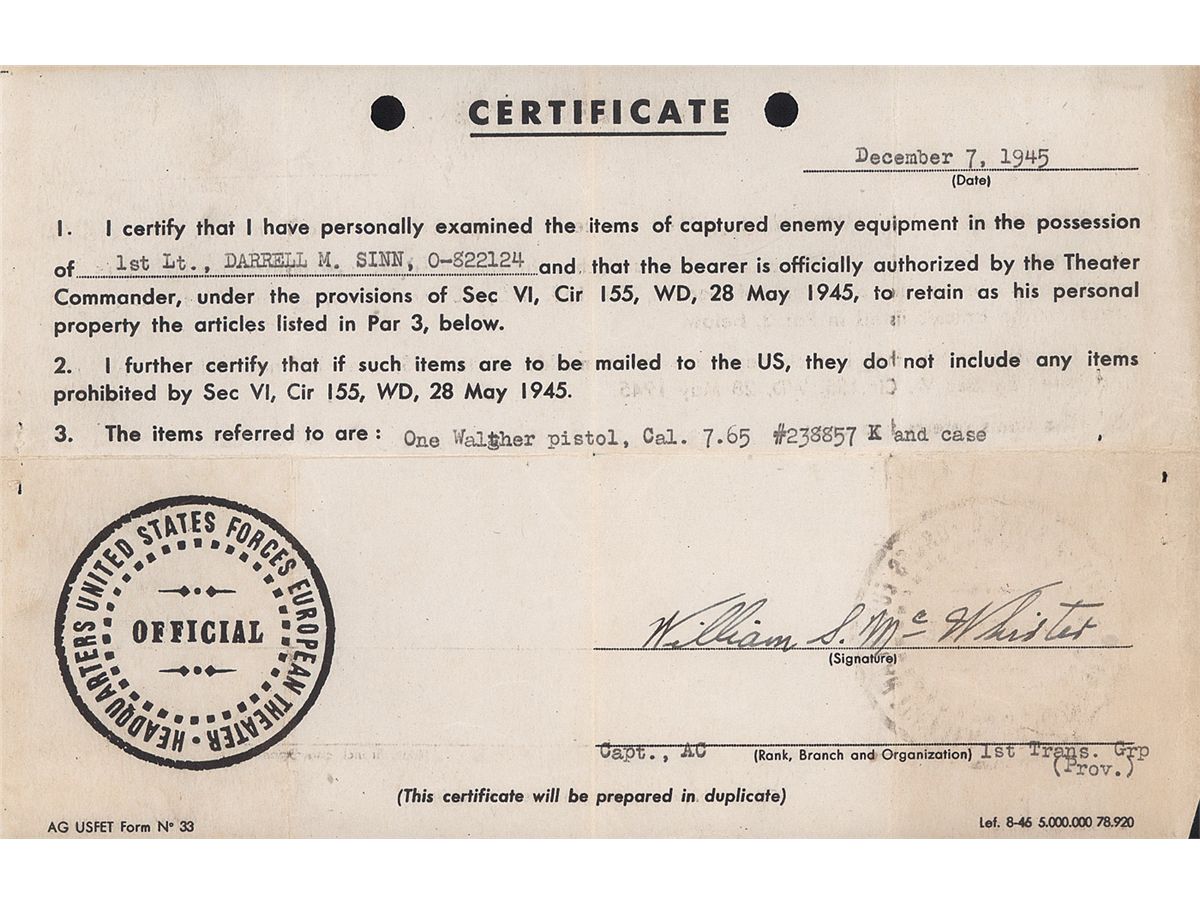 CERTIFICATE
December 7, 1945
(Date)
1. I certify that I have personally examined the items of captured enemy equipment in the possession
of 1st Lt., DARRELL M. SINN, O-822124 and that the bearer is officially authorized by the Theater
Commander, under the provisions of Sec VI, Cir 155, WD, 28 May 1945, to retain as his personal
property the articles listed in Par 3, below.
2. I further certify that if such items are to be mailed to the US, they do not include any items
prohibited by Sec VI, Cir 155, WD, 28 May 1945.
3. The items referred to are: One Walther pistol, Cal. 7.65 #238857 K and case
HEADQUARTERS UNITED STATES FORCES EUROPEAN THEATER
OFFICIAL
William S. Mc Whirter
(Signature)
Capt., AC (Rank, Branch and Organization) 1st Trans. Grp
(Prov.)
(This certificate will be prepared in duplicate)
AG USFET Form No 33
Lef. 8-46 5.000.000 78.920